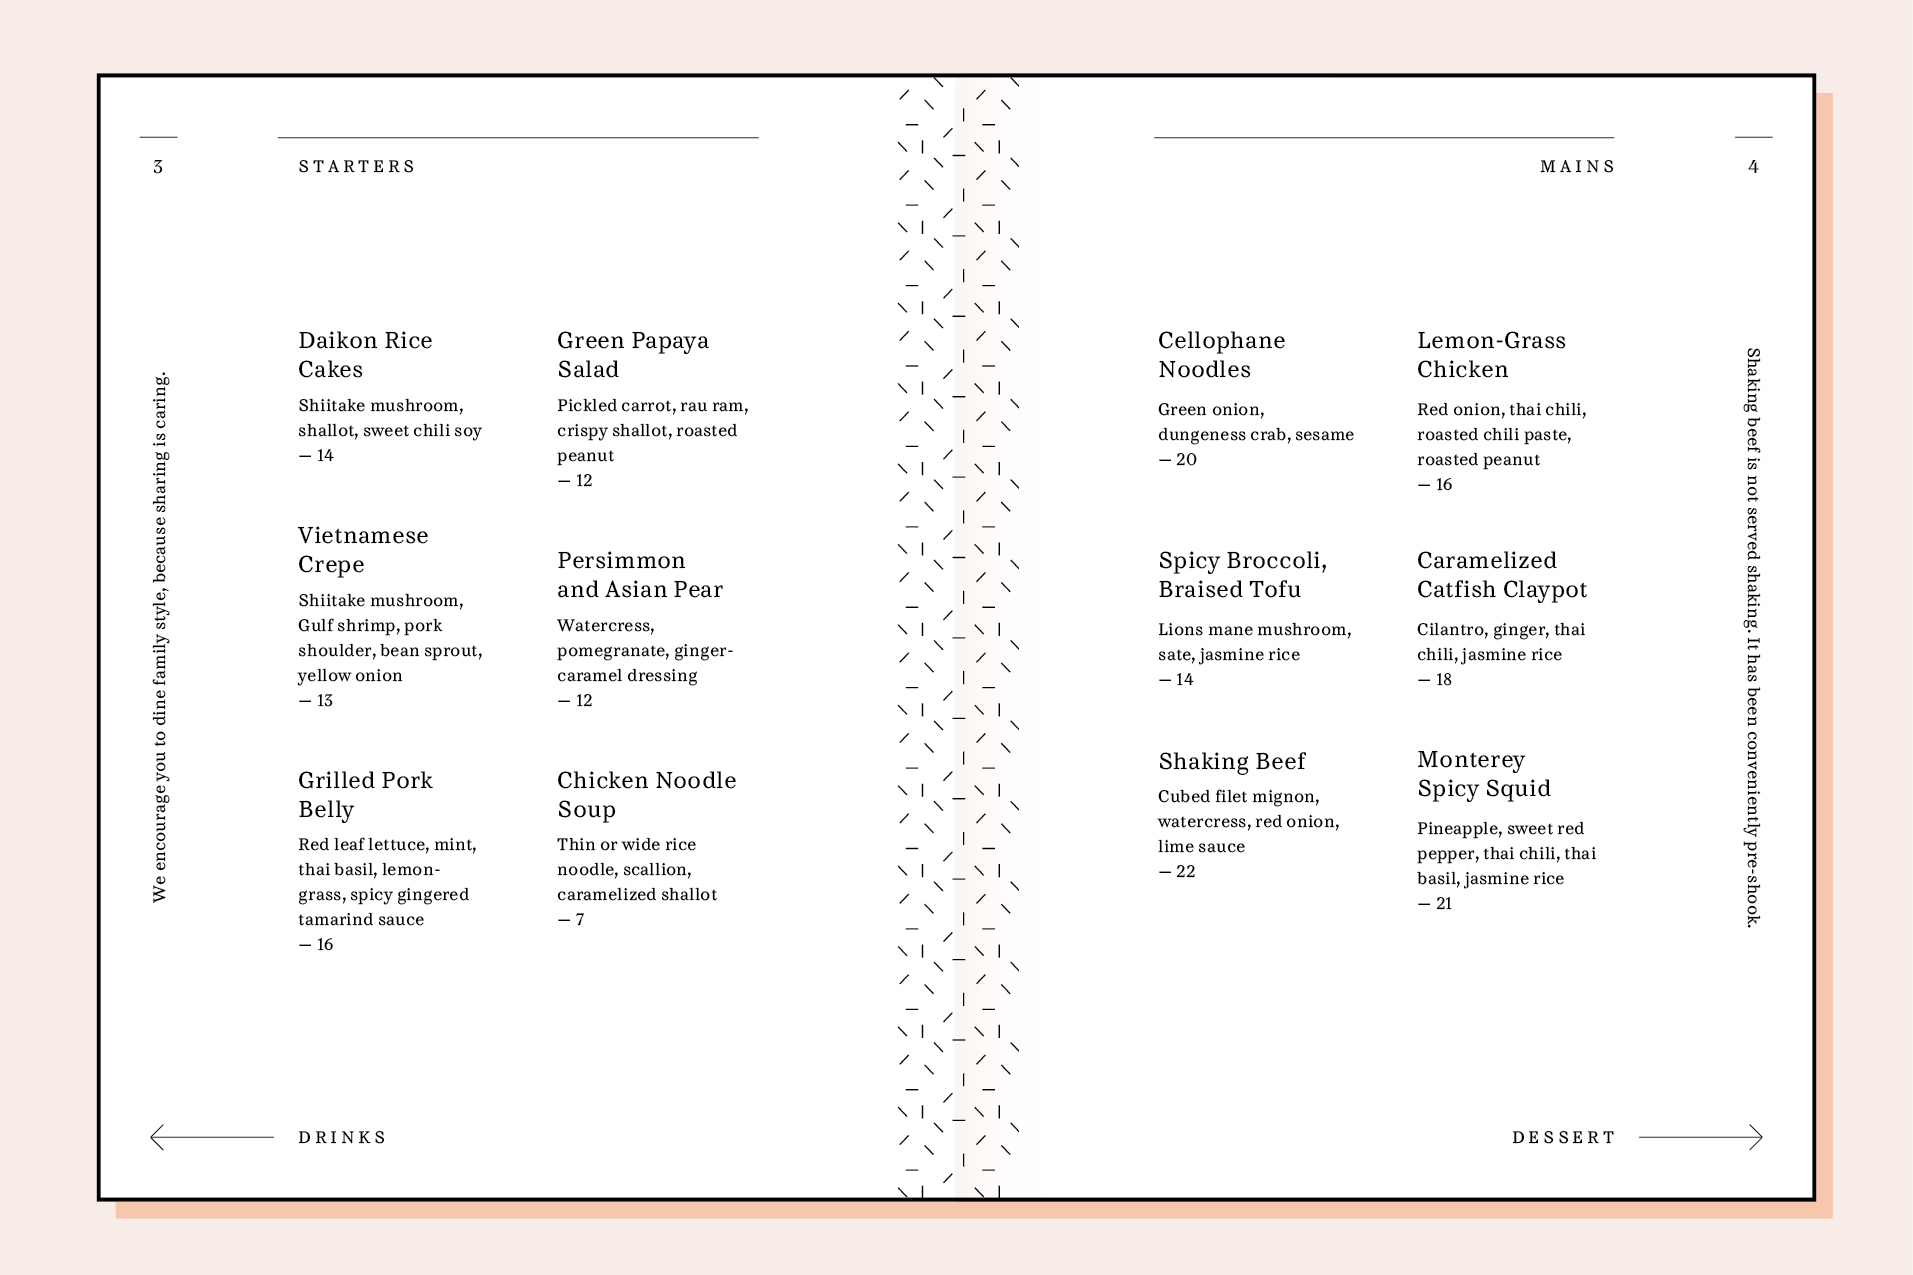 3
STARTERS
We encourage you to dine family style, because sharing is caring.
Daikon Rice
Cakes
Shiitake mushroom,
shallot, sweet chili soy
— 14
Vietnamese
Crepe
Shiitake mushroom,
Gulf shrimp, pork
shoulder, bean sprout,
yellow onion
— 13
Grilled Pork
Belly
Red leaf lettuce, mint,
thai basil, lemon-
grass, spicy gingered
tamarind sauce
— 16
Green Papaya
Salad
Pickled carrot, rau ram,
crispy shallot, roasted
peanut
— 12
Persimmon
and Asian Pear
Watercress,
pomegranate, ginger-
caramel dressing
— 12
Chicken Noodle
Soup
Thin or wide rice
noodle, scallion,
caramelized shallot
— 7
DRINKS
MAINS
4
Cellophane
Noodles
Green onion,
dungeness crab, sesame
— 20
Spicy Broccoli,
Braised Tofu
Lions mane mushroom,
sate, jasmine rice
— 14
Shaking Beef
Cubed filet mignon,
watercress, red onion,
lime sauce
— 22
Lemon-Grass
Chicken
Red onion, thai chili,
roasted chili paste,
roasted peanut
— 16
Caramelized
Catfish Claypot
Cilantro, ginger, thai
chili, jasmine rice
— 18
Monterey
Spicy Squid
Pineapple, sweet red
pepper, thai chili, thai
basil, jasmine rice
— 21
Shaking beef is not served shaking. It has been conveniently pre-shook.
DESSERT